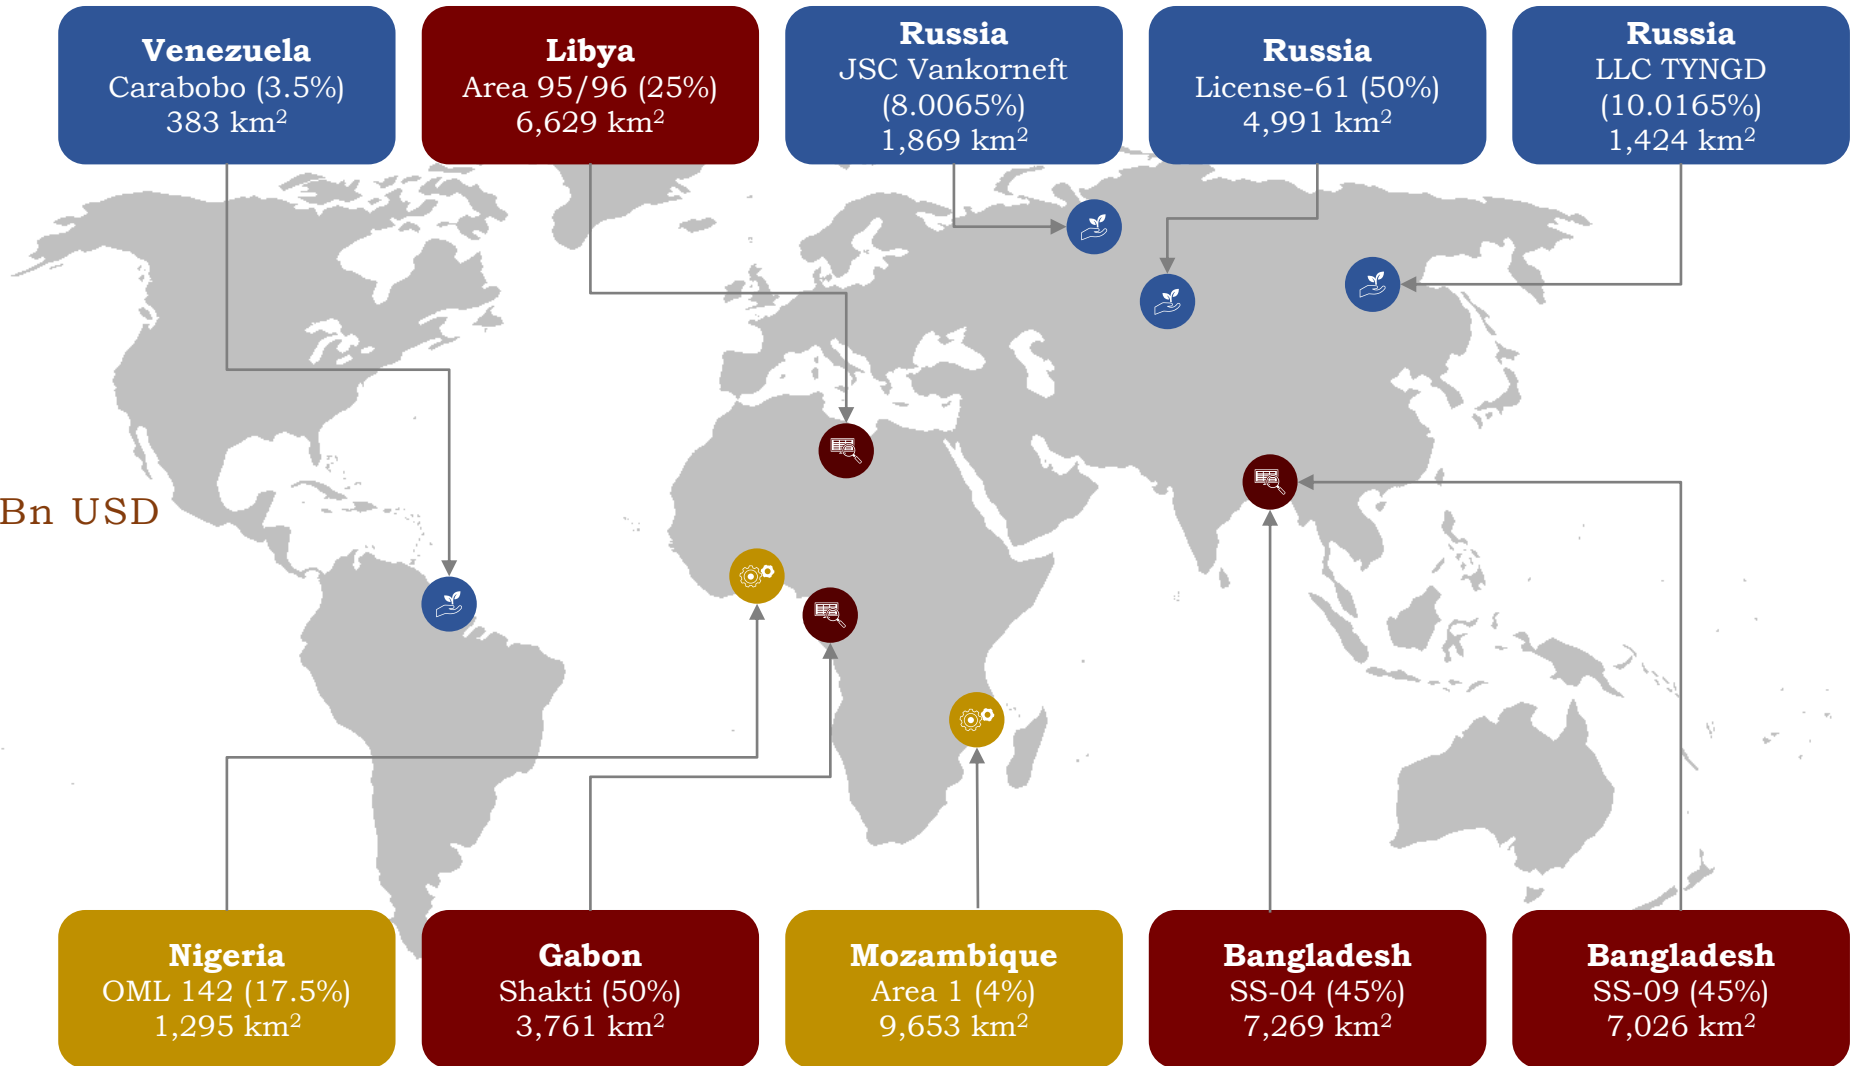 Venezuela
Carabobo (3.5%)
383 km²
Libya
Area 95/96 (25%)
6,629 km²
Russia
JSC Vankorneft
(8.0065%)
1,869 km²
Russia
License-61 (50%)
4,991 km²
Russia
LLC TYNGD
(10.0165%)
1,424 km²
Bn USD
Nigeria
OML 142 (17.5%)
1,295 km²
Gabon
Shakti (50%)
3,761 km²
Mozambique
Area 1 (4%)
9,653 km²
Bangladesh
SS-04 (45%)
7,269 km²
Bangladesh
SS-09 (45%)
7,026 km²